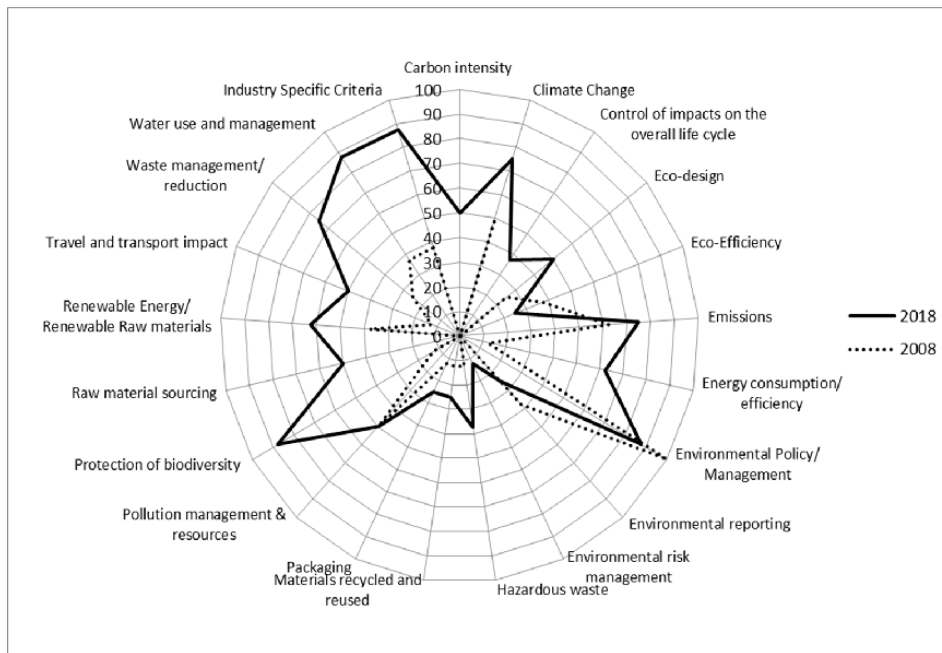 Carbon intensity
Climate Change
Control of impacts on the
overall life cycle
Eco-design
Eco-Efficiency
Emissions
Energy consumption/
efficiency
Environmental Policy/
Management
Environmental reporting
Environmental risk
management
Hazardous waste
Materials recycled and
reused
Packaging
Pollution management &
resources
Protection of biodiversity
Raw material sourcing
Renewable Energy/
Renewable Raw materials
Travel and transport impact
Waste management/
reduction
Water use and management
Industry Specific Criteria
100
90
80
70
60
50
40
30
20
10
0
2018
2008